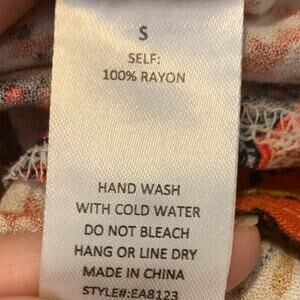 S
SELF:
100% RAYON
HAND WASH
WITH COLD WATER
DO NOT BLEACH
HANG OR LINE DRY
MADE IN CHINA
STYLE#:EA8123